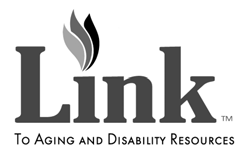 Link™
To Aging and Disability Resources